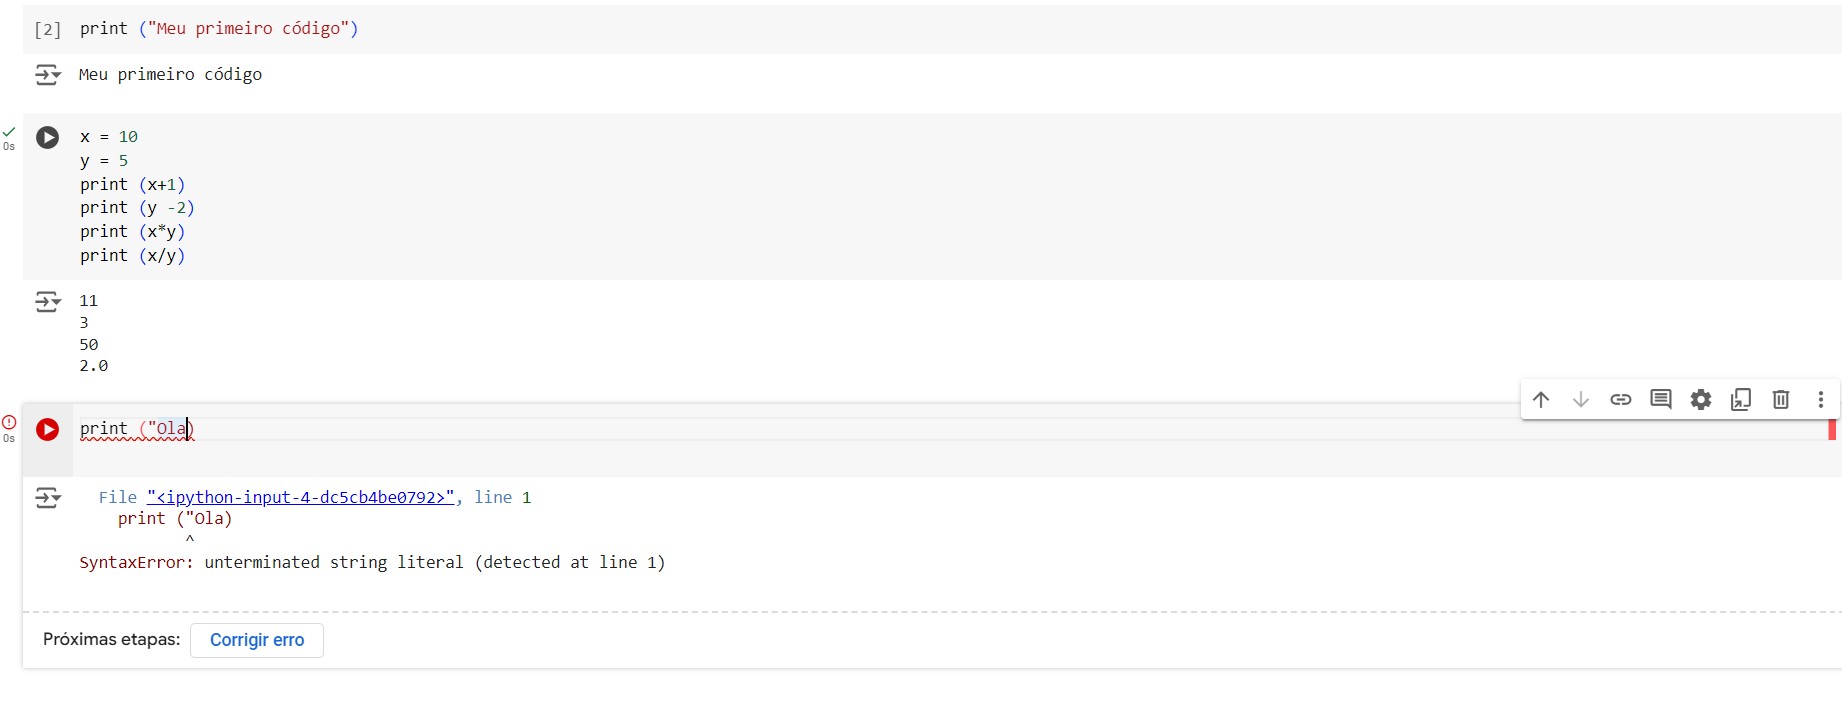 [2] print ("Meu primeiro código")
Meu primeiro código
x = 10
0s
y = 5
print (x+1)
print (y -2)
print (x*y)
print (x/y)
11
3
50
2.0
print ("Ola)
0s
File "<ipython-input-4-dc5cb4be0792>", line 1
print ("Ola)
^
SyntaxError: unterminated string literal (detected at line 1)
Próximas etapas: Corrigir erro